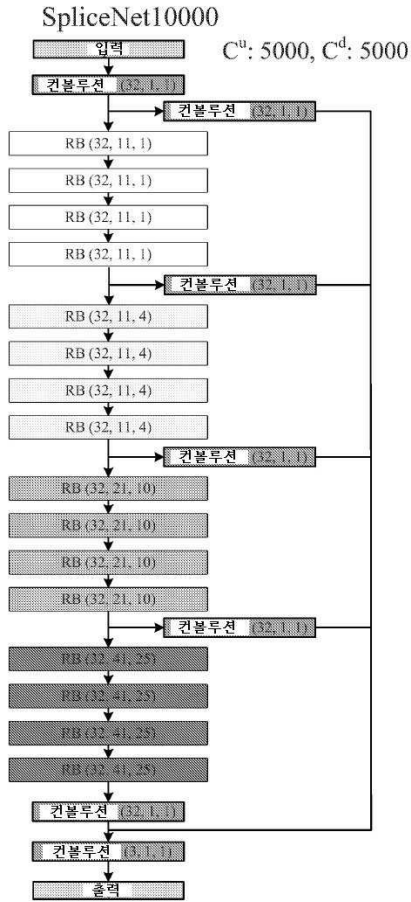 SpliceNet10000
C^u: 5000, C^d: 5000
입력
컨볼루션 (32, 1, 1)
컨볼루션 (32, 1, 1)
RB (32, 11, 1)
RB (32, 11, 1)
RB (32, 11, 1)
RB (32, 11, 1)
컨볼루션 (32, 1, 1)
RB (32, 11, 4)
RB (32, 11, 4)
RB (32, 11, 4)
RB (32, 11, 4)
컨볼루션 (32, 1, 1)
RB (32, 21, 10)
RB (32, 21, 10)
RB (32, 21, 10)
RB (32, 21, 10)
컨볼루션 (32, 1, 1)
RB (32, 41, 25)
RB (32, 41, 25)
RB (32, 41, 25)
RB (32, 41, 25)
컨볼루션 (32, 1, 1)
컨볼루션 (3, 1, 1)
출력